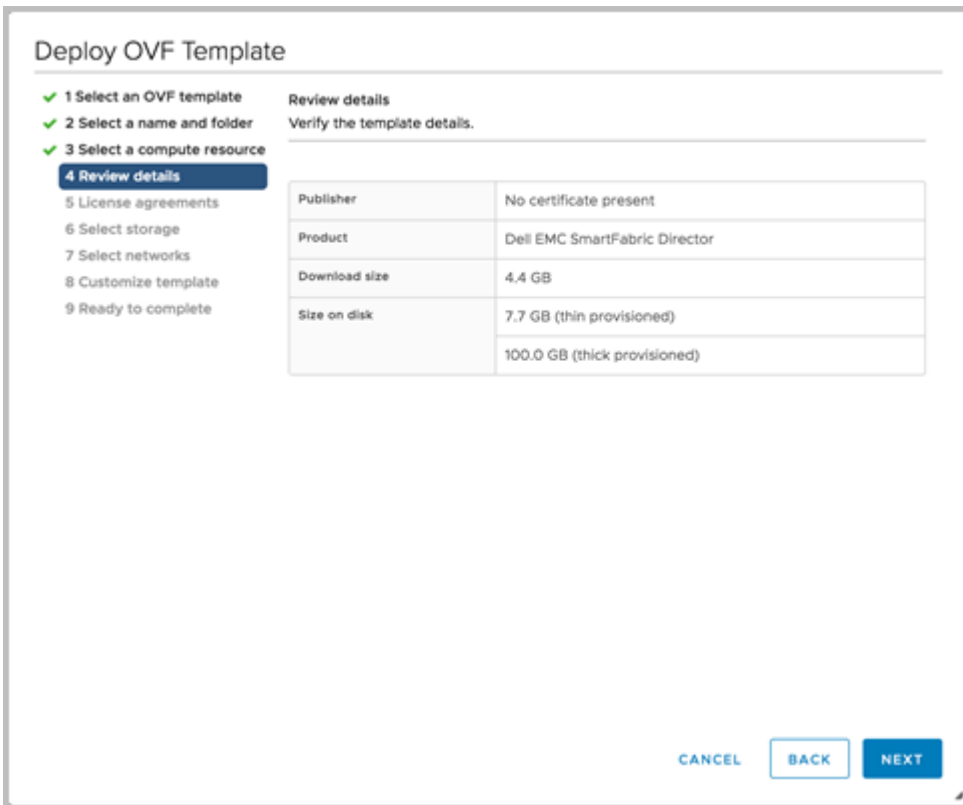 Deploy OVF Template
1 Select an OVF template
2 Select a name and folder
3 Select a compute resource
4 Review details
5 License agreements
6 Select storage
7 Select networks
8 Customize template
9 Ready to complete
Review details
Verify the template details.
Publisher No certificate present
Product Dell EMC SmartFabric Director
Download size 4.4 GB
Size on disk 7.7 GB (thin provisioned)
100.0 GB (thick provisioned)
CANCEL BACK NEXT